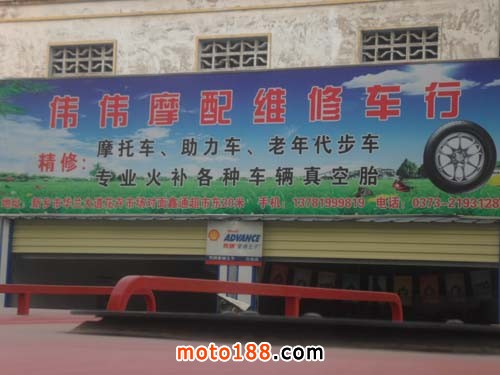 伟伟摩配维修车行
精修：
摩托车、助力车、老年代步车
专业火补各种车辆真空胎
手机：13781999819 电话：0373-2193128
Shell
ADVANCE
moto188.com